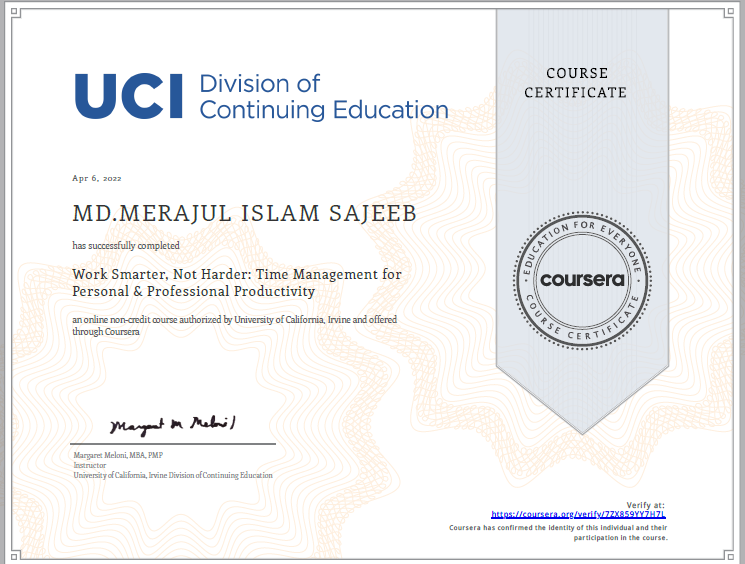 UCI Division of
Continuing Education
COURSE
CERTIFICATE
Apr 6, 2022
MD.MERAJUL ISLAM SAJEEB
has successfully completed
Work Smarter, Not Harder: Time Management for
Personal & Professional Productivity
an online non-credit course authorized by University of California, Irvine and offered
through Coursera
EDUCATION FOR EVERYONE
coursera
COURSE CERTIFICATE
Margaret M Meloni
Margaret Meloni, MBA, PMP
Instructor
University of California, Irvine Division of Continuing Education
Verify at:
https://coursera.org/verify/7ZX859YY7H7L
Coursera has confirmed the identity of this individual and their
participation in the course.